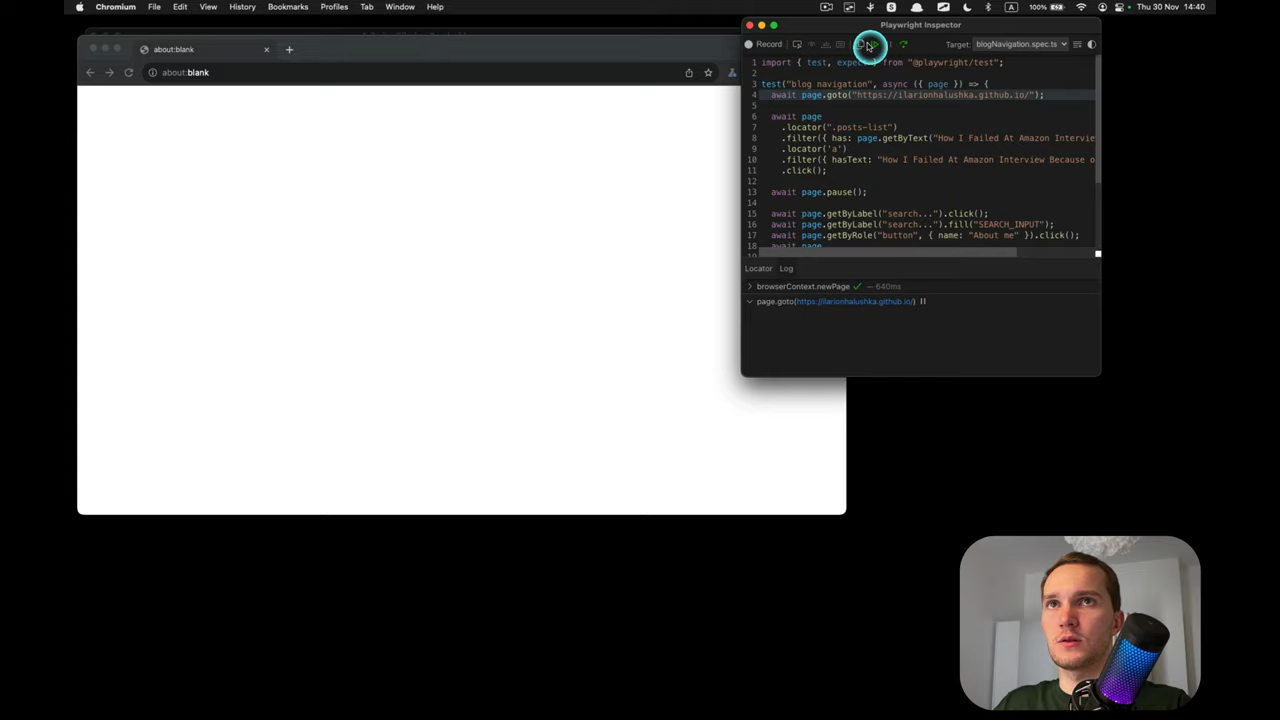 Chromium File Edit View History Bookmarks Profiles Tab Window Help
S A 100% Thu 30 Nov 14:40
Playwright Inspector
about:blank
Record
Target: blogNavigation.spec.ts
about:blank
1 import { test, expect } from "@playwright/test";
2
3 test("blog navigation", async ({ page }) => {
4 await page.goto("https://ilarionhalushka.github.io/");
5
6 await page
7 .locator(".posts-list")
8 .filter({ has: page.getByText("How I Failed At Amazon Intervie
9 .locator('a')
10 .filter({ hasText: "How I Failed At Amazon Interview Because o
11 .click();
12
13 await page.pause();
14
15 await page.getByLabel("search...").click();
16 await page.getByLabel("search...").fill("SEARCH_INPUT");
17 await page.getByRole("button", { name: "About me" }).click();
18 await page
19
Locator Log
browserContext.newPage ✓ — 640ms
page.goto(https://ilarionhalushka.github.io/)